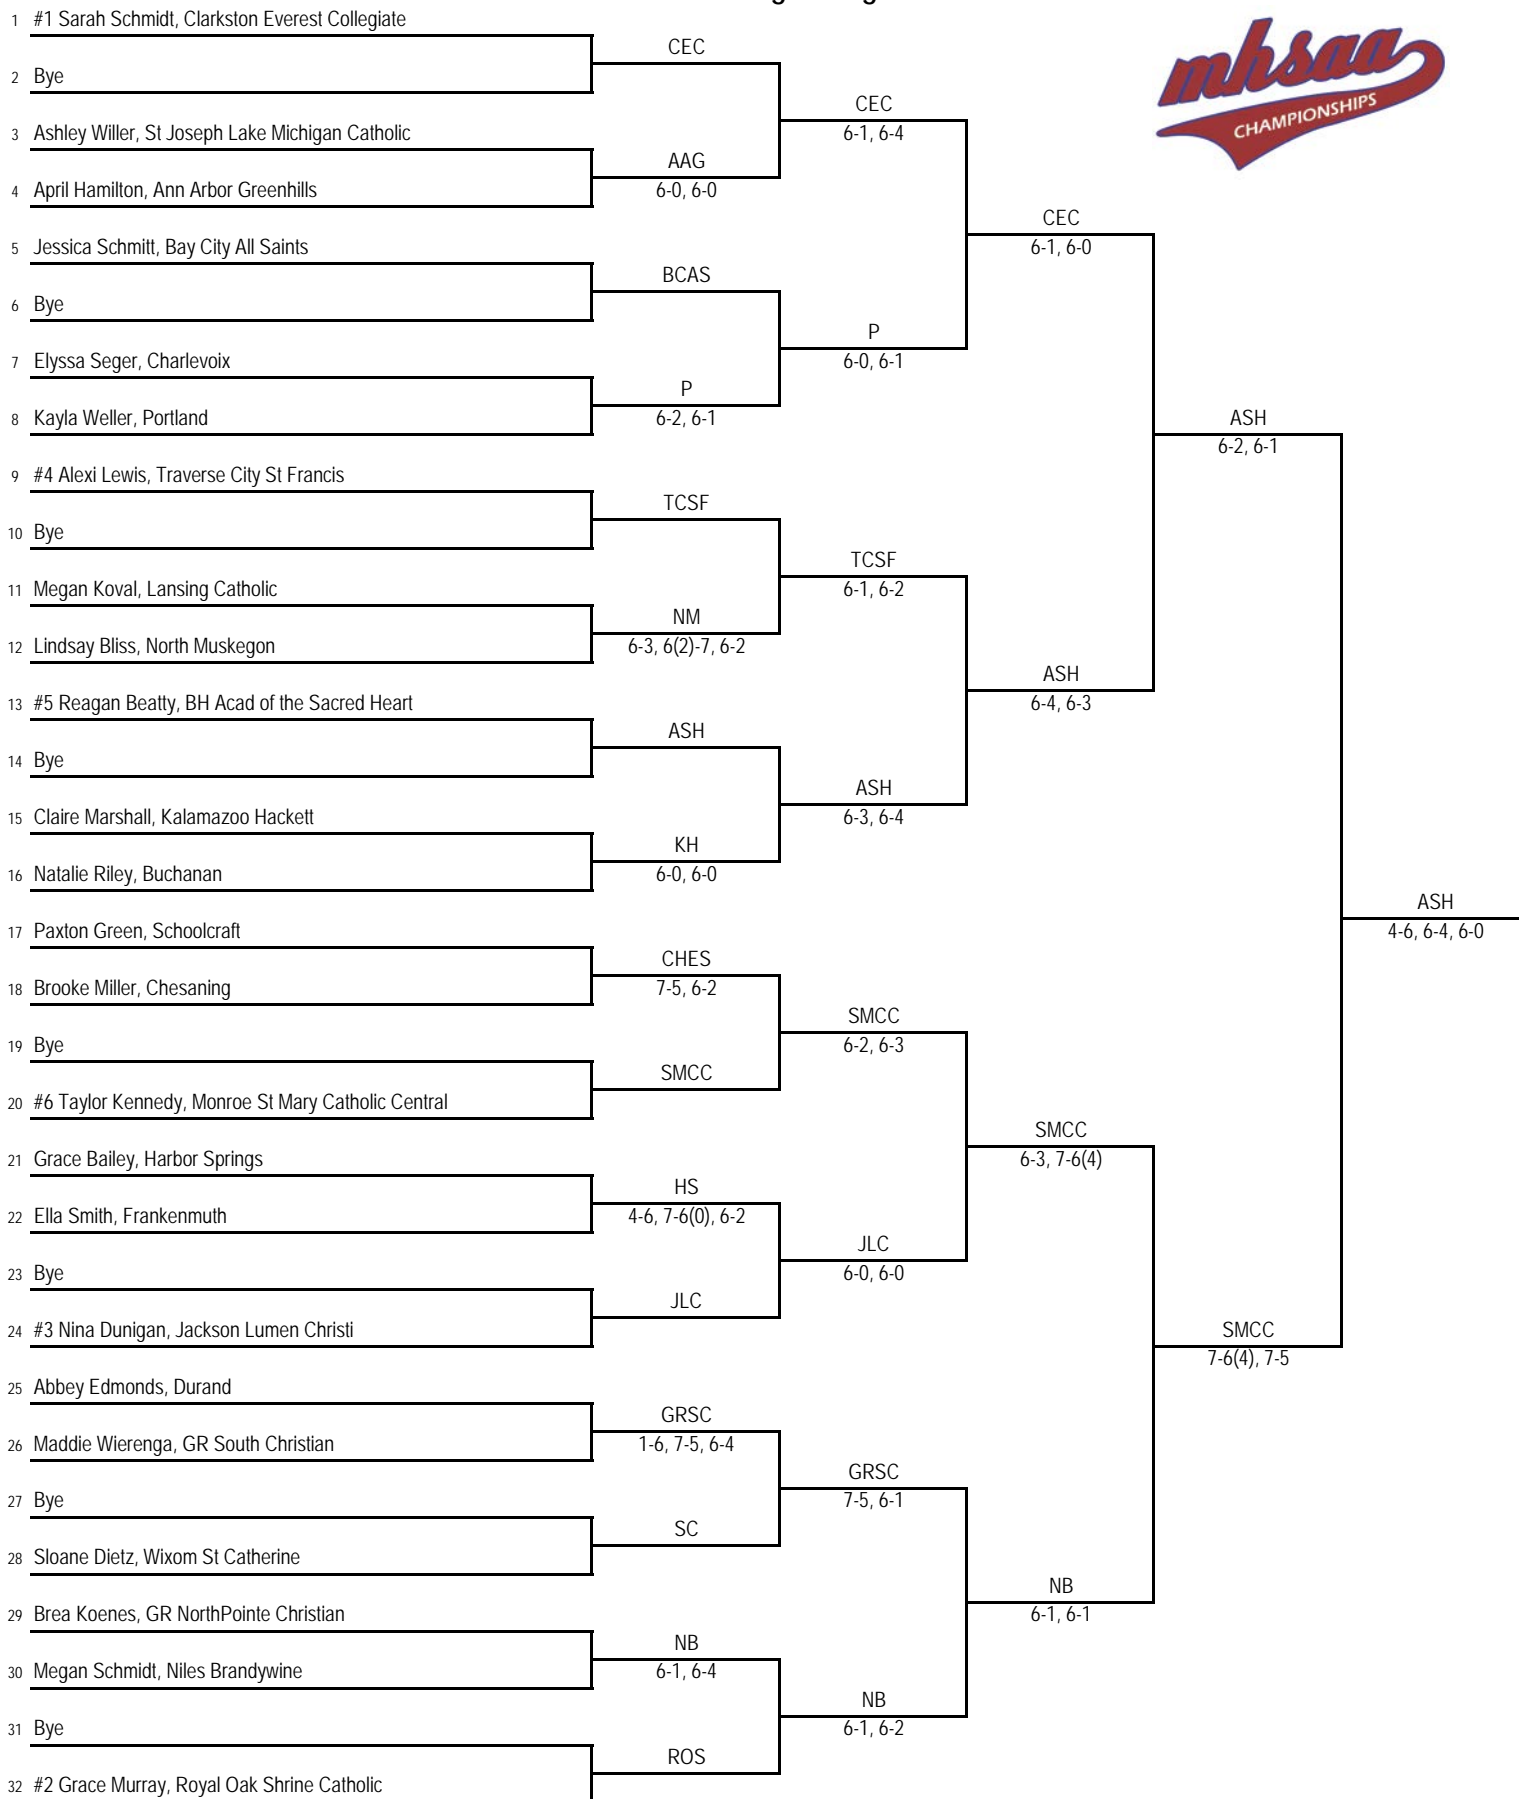 mhsaa
CHAMPIONSHIPS
1 #1 Sarah Schmidt, Clarkston Everest Collegiate
2 Bye
3 Ashley Willer, St Joseph Lake Michigan Catholic
4 April Hamilton, Ann Arbor Greenhills
5 Jessica Schmitt, Bay City All Saints
6 Bye
7 Elyssa Seger, Charlevoix
8 Kayla Weller, Portland
9 #4 Alexi Lewis, Traverse City St Francis
10 Bye
11 Megan Koval, Lansing Catholic
12 Lindsay Bliss, North Muskegon
13 #5 Reagan Beatty, BH Acad of the Sacred Heart
14 Bye
15 Claire Marshall, Kalamazoo Hackett
16 Natalie Riley, Buchanan
17 Paxton Green, Schoolcraft
18 Brooke Miller, Chesaning
19 Bye
20 #6 Taylor Kennedy, Monroe St Mary Catholic Central
21 Grace Bailey, Harbor Springs
22 Ella Smith, Frankenmuth
23 Bye
24 #3 Nina Dunigan, Jackson Lumen Christi
25 Abbey Edmonds, Durand
26 Maddie Wierenga, GR South Christian
27 Bye
28 Sloane Dietz, Wixom St Catherine
29 Brea Koenes, GR NorthPointe Christian
30 Megan Schmidt, Niles Brandywine
31 Bye
32 #2 Grace Murray, Royal Oak Shrine Catholic
CEC
AAG
6-0, 6-0
BCAS
P
6-2, 6-1
TCSF
NM
6-3, 6(2)-7, 6-2
ASH
KH
6-0, 6-0
CHES
7-5, 6-2
SMCC
HS
4-6, 7-6(0), 6-2
JLC
GRSC
1-6, 7-5, 6-4
SC
NB
6-1, 6-4
ROS
CEC
6-1, 6-4
P
6-0, 6-1
TCSF
6-1, 6-2
ASH
6-3, 6-4
SMCC
6-2, 6-3
JLC
6-0, 6-0
GRSC
7-5, 6-1
NB
6-1, 6-2
CEC
6-1, 6-0
ASH
6-4, 6-3
SMCC
6-3, 7-6(4)
NB
6-1, 6-1
ASH
6-2, 6-1
SMCC
7-6(4), 7-5
ASH
4-6, 6-4, 6-0